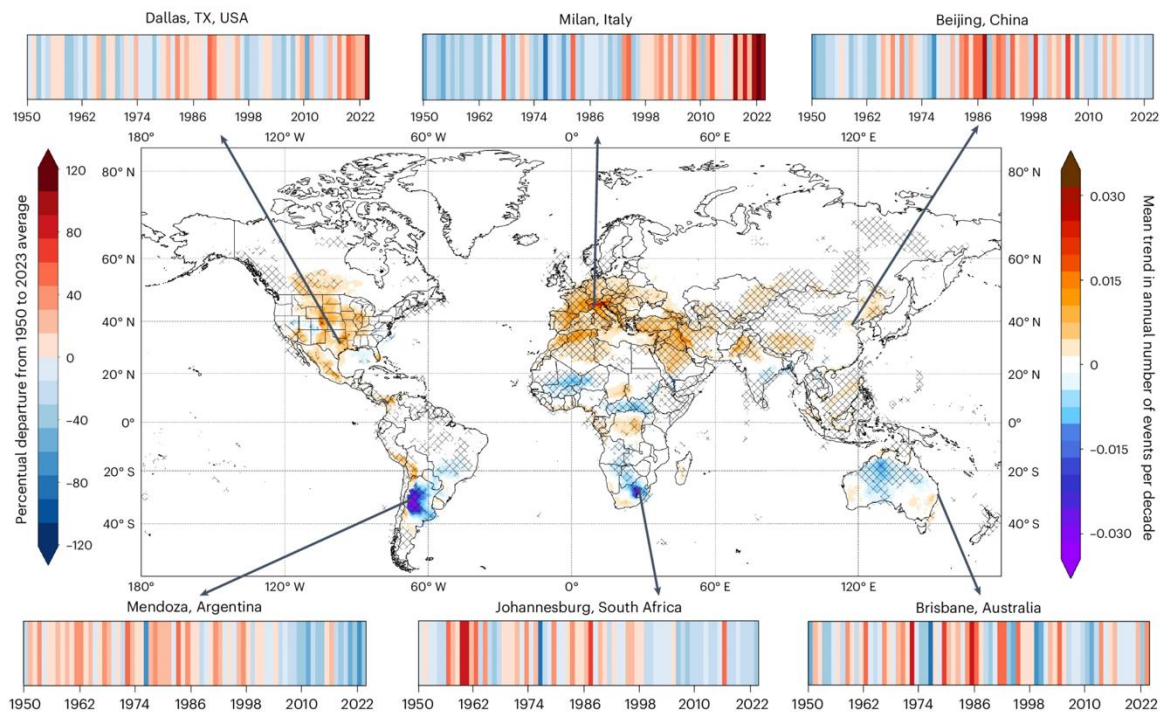 Dallas, TX, USA
Milan, Italy
Beijing, China
1950 1962 1974 1986 1998 2010 2022
1950 1962 1974 1986 1998 2010 2022
1950 1962 1974 1986 1998 2010 2022
180° 120° W 60° W 0° 60° E 120° E
Percentual departure from 1950 to 2023 average
120
80
40
0
−40
−80
−120
80° N
60° N
40° N
20° N
0°
20° S
40° S
80° N
60° N
40° N
20° N
0°
20° S
40° S
0.030
0.015
0
−0.015
−0.030
Mean trend in annual number of events per decade
180° 120° W 60° W 0° 60° E 120° E
Mendoza, Argentina
Johannesburg, South Africa
Brisbane, Australia
1950 1962 1974 1986 1998 2010 2022
1950 1962 1974 1986 1998 2010 2022
1950 1962 1974 1986 1998 2010 2022